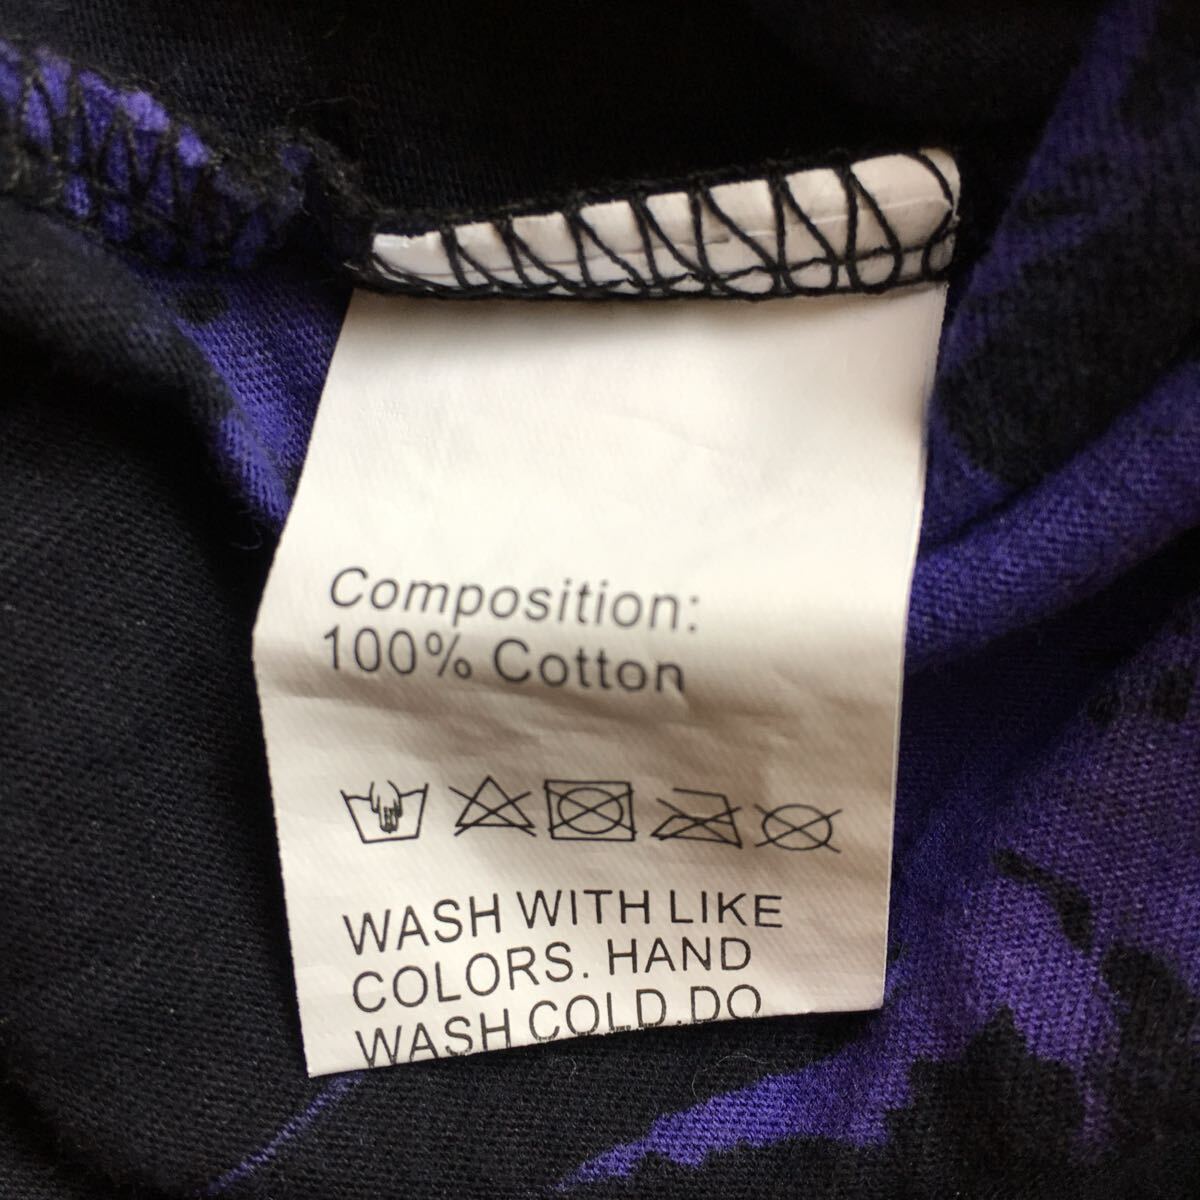 Composition:
100% Cotton
WASH WITH LIKE
COLORS. HAND
WASH COLD. DO